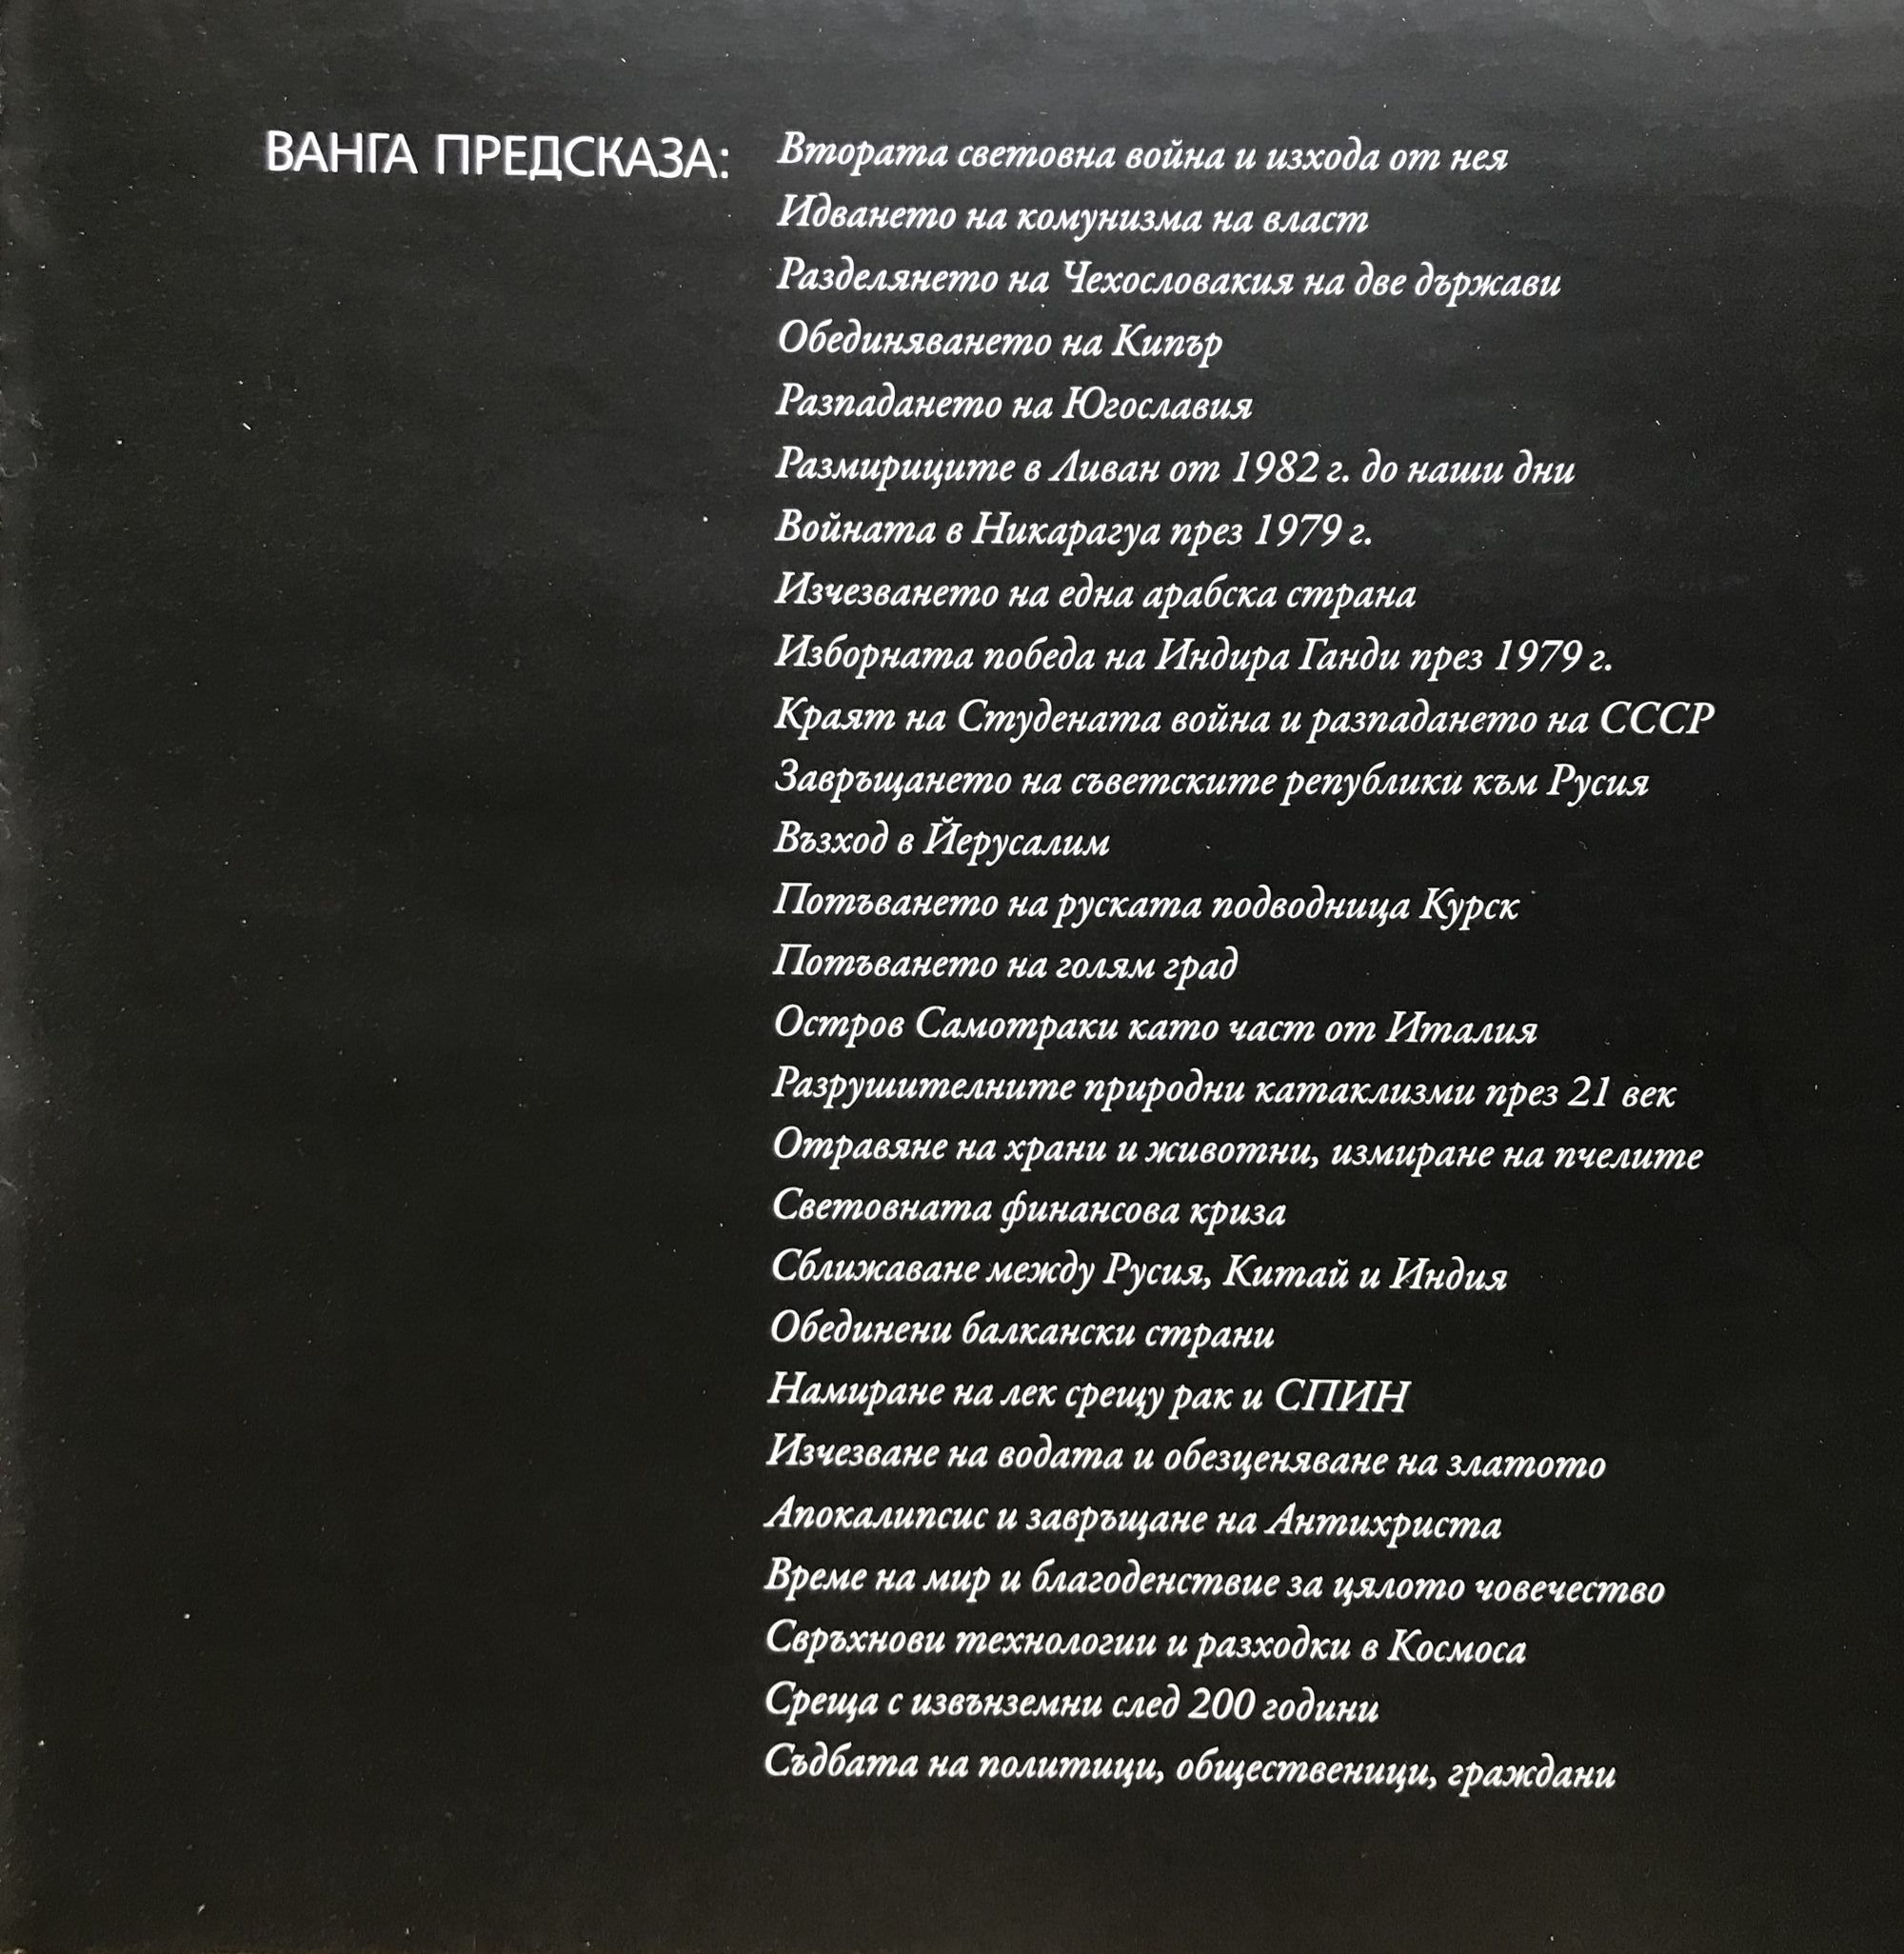 ВАНГА ПРЕДСКАЗА:
Втората световна война и изхода от нея
Идването на комунизма на власт
Разделянето на Чехословакия на две държави
Обединяването на Кипър
Разпадането на Югославия
Размириците в Ливан от 1982 г. до наши дни
Войната в Никарагуа през 1979 г.
Изчезването на една арабска страна
Изборната победа на Индира Ганди през 1979 г.
Краят на Студената война и разпадането на СССР
Завръщането на съветските републики към Русия
Възход в Йерусалим
Потъването на руската подводница Курск
Потъването на голям град
Остров Самотраки като част от Италия
Разрушителните природни катаклизми през 21 век
Отравяне на храни и животни, измиране на пчелите
Световната финансова криза
Сближаване между Русия, Китай и Индия
Обединени балкански страни
Намиране на лек срещу рак и СПИН
Изчезване на водата и обезценяване на златото
Апокалипсис и завръщане на Антихриста
Време на мир и благоденствие за цялото човечество
Свръхнови технологии и разходки в Космоса
Среща с извънземни след 200 години
Съдбата на политици, общественици, граждани